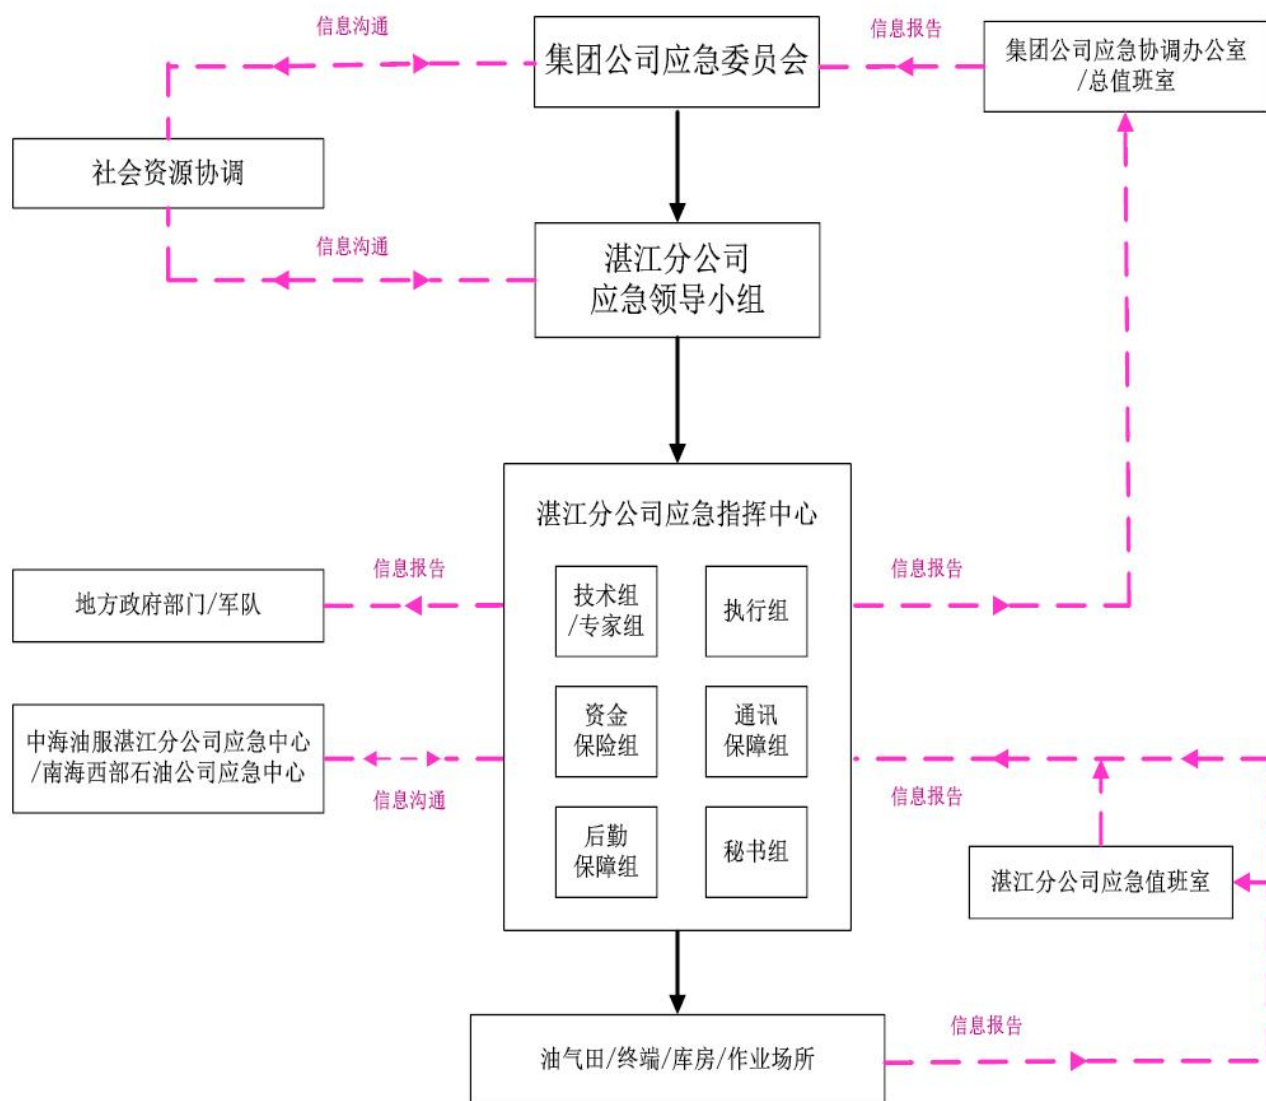 信息沟通
集团公司应急委员会
信息报告
集团公司应急协调办公室
/总值班室
社会资源协调
信息沟通
湛江分公司
应急领导小组
湛江分公司应急指挥中心
信息报告
地方政府部门/军队
技术组
/专家组
执行组
信息报告
中海油服湛江分公司应急中心
/南海西部石油公司应急中心
信息沟通
资金
保险组
通讯
保障组
信息报告
后勤
保障组
秘书组
湛江分公司应急值班室
油气田/终端/库房/作业场所
信息报告